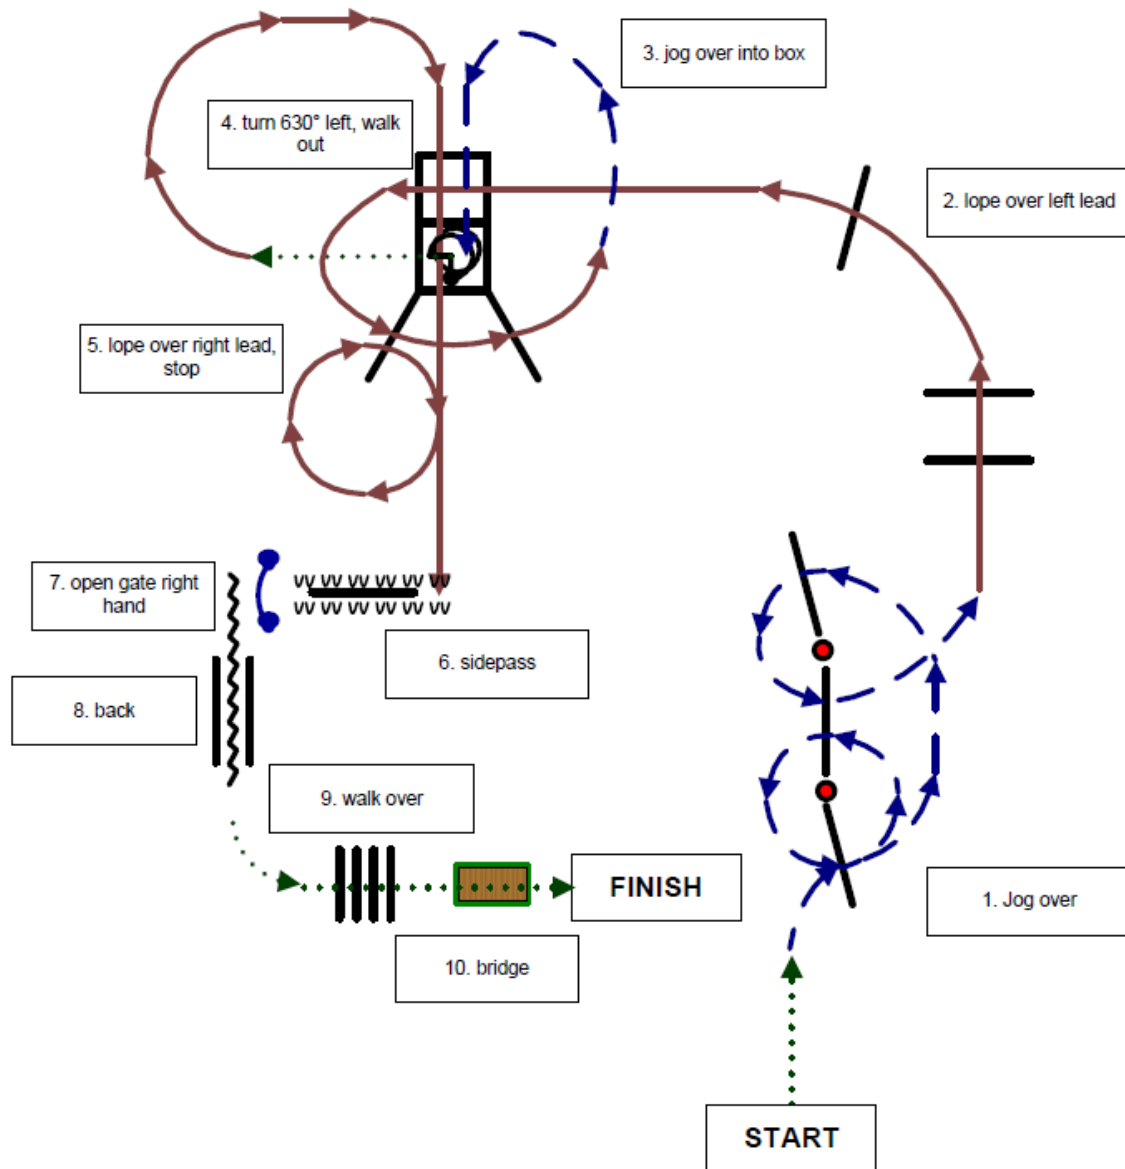 3. jog over into box
4. turn 630° left, walk
out
2. lope over left lead
5. lope over right lead,
stop
7. open gate right
hand
6. sidepass
8. back
9. walk over
FINISH
1. Jog over
10. bridge
START